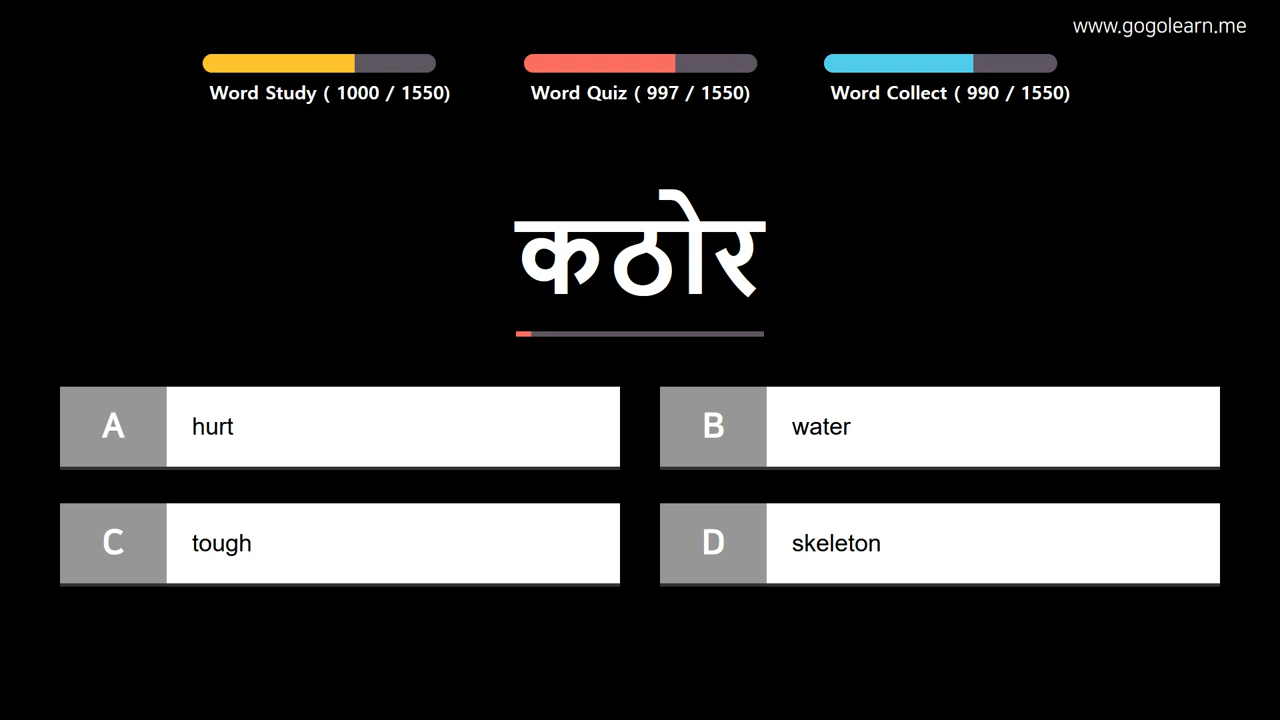 www.gogolearn.me
Word Study ( 1000 / 1550)
Word Quiz ( 997 / 1550)
Word Collect ( 990 / 1550)
कठोर
A hurt
B water
C tough
D skeleton